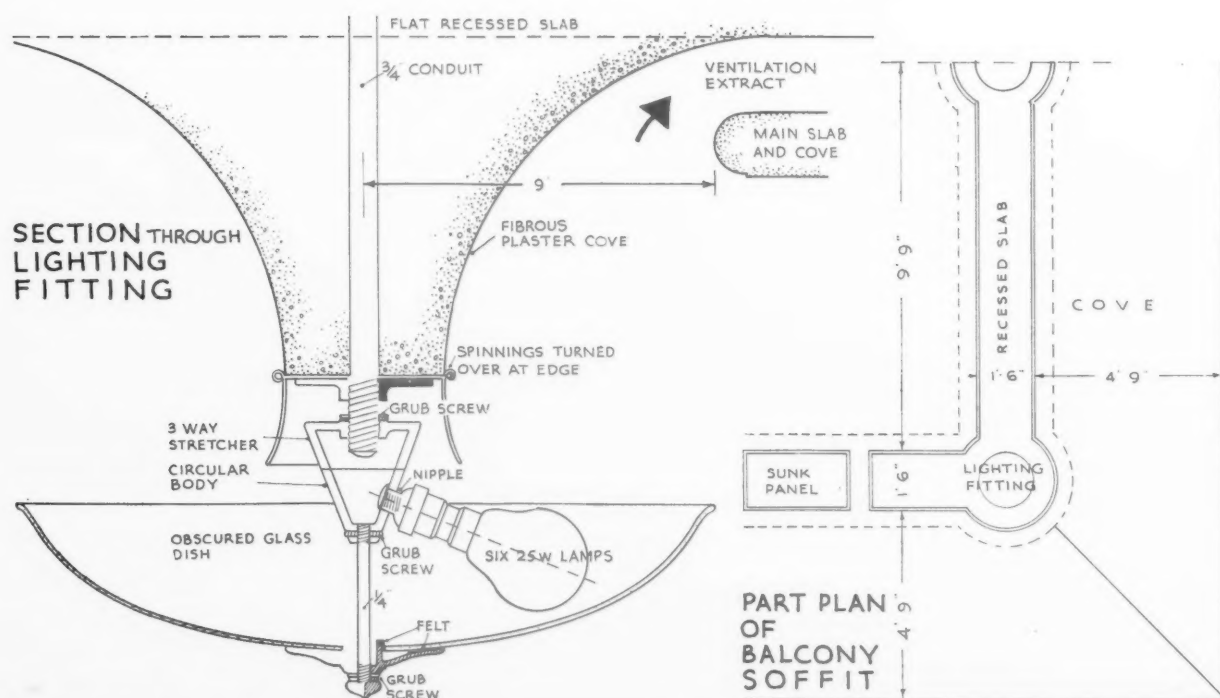 FLAT RECESSED SLAB
3/4" CONDUIT
VENTILATION
EXTRACT
MAIN SLAB
AND COVE
9"
SECTION THROUGH
LIGHTING
FITTING
FIBROUS
PLASTER COVE
SPINNINGS TURNED
OVER AT EDGE
GRUB SCREW
3 WAY
STRETCHER
CIRCULAR
BODY
NIPPLE
OBSCURED GLASS
DISH
GRUB
SCREW
SIX 25W LAMPS
1/4"
FELT
GRUB
SCREW
9' 9"
RECESSED SLAB
COVE
1' 6"
4' 9"
SUNK
PANEL
1' 6"
LIGHTING
FITTING
4' 9"
PART PLAN
OF
BALCONY
SOFFIT